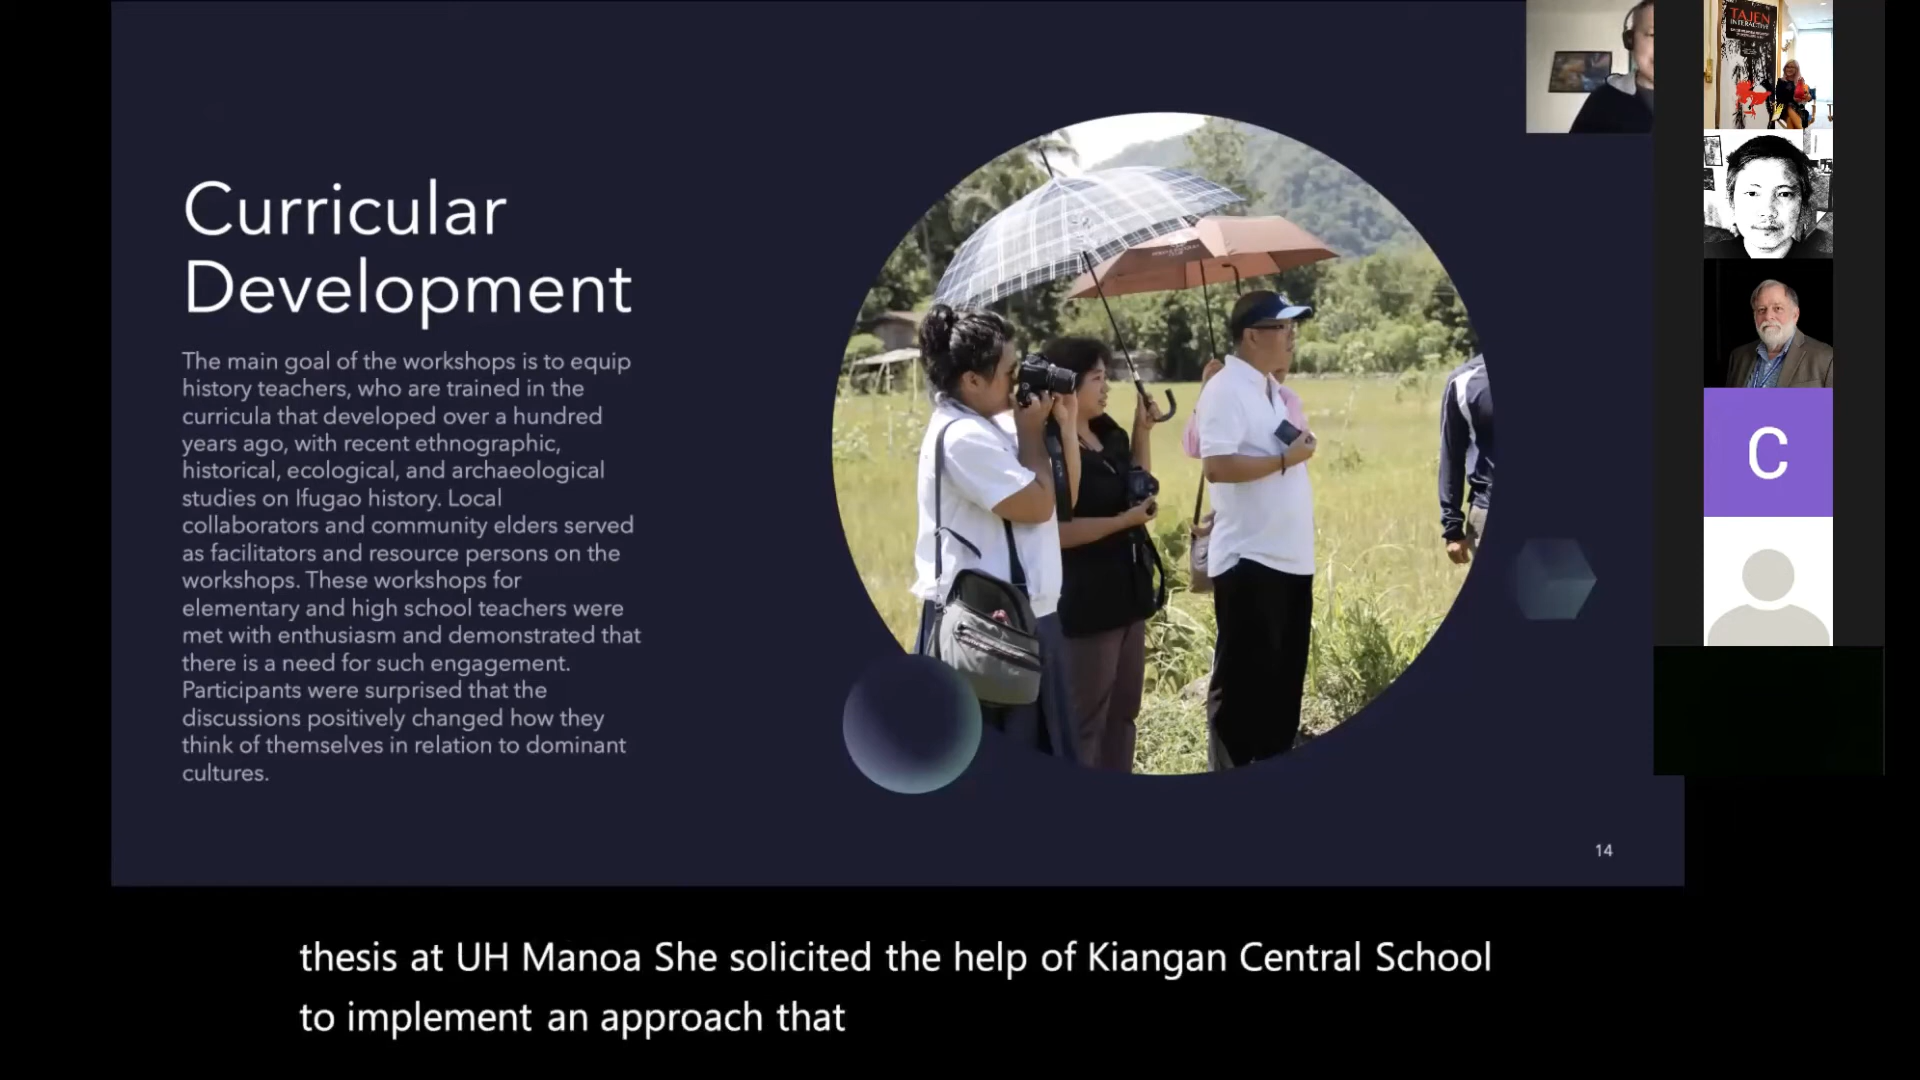 Curricular
Development
The main goal of the workshops is to equip
history teachers, who are trained in the
curricula that developed over a hundred
years ago, with recent ethnographic,
historical, ecological, and archaeological
studies on Ifugao history. Local
collaborators and community elders served
as facilitators and resource persons on the
workshops. These workshops for
elementary and high school teachers were
met with enthusiasm and demonstrated that
there is a need for such engagement.
Participants were surprised that the
discussions positively changed how they
think of themselves in relation to dominant
cultures.
14
TAJEN
INTERACTIVE
C
thesis at UH Manoa She solicited the help of Kiangan Central School
to implement an approach that